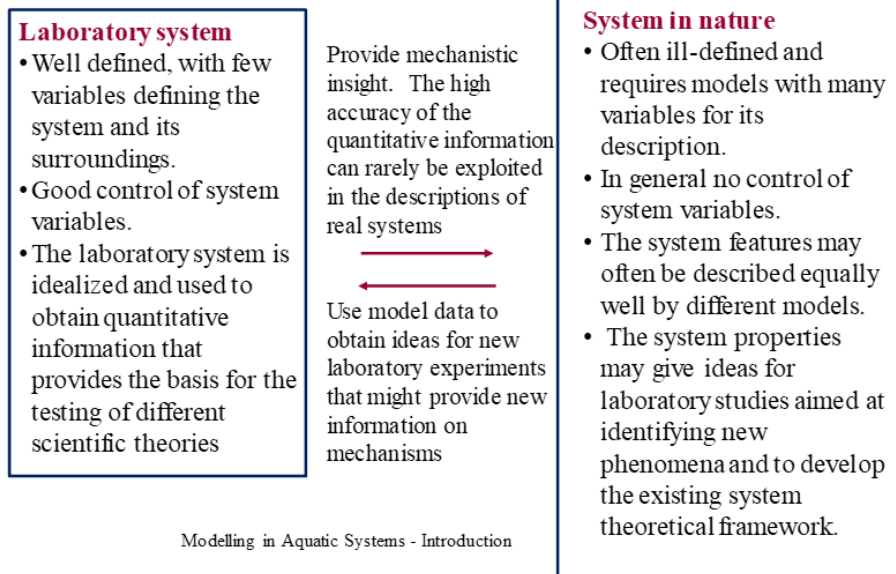 Laboratory system
• Well defined, with few
variables defining the
system and its
surroundings.
• Good control of system
variables.
• The laboratory system is
idealized and used to
obtain quantitative
information that
provides the basis for the
testing of different
scientific theories
Provide mechanistic
insight. The high
accuracy of the
quantitative information
can rarely be exploited
in the descriptions of
real systems
Use model data to
obtain ideas for new
laboratory experiments
that might provide new
information on
mechanisms
System in nature
• Often ill-defined and
requires models with many
variables for its
description.
• In general no control of
system variables.
• The system features may
often be described equally
well by different models.
• The system properties
may give ideas for
laboratory studies aimed at
identifying new
phenomena and to develop
the existing system
theoretical framework.
Modelling in Aquatic Systems - Introduction